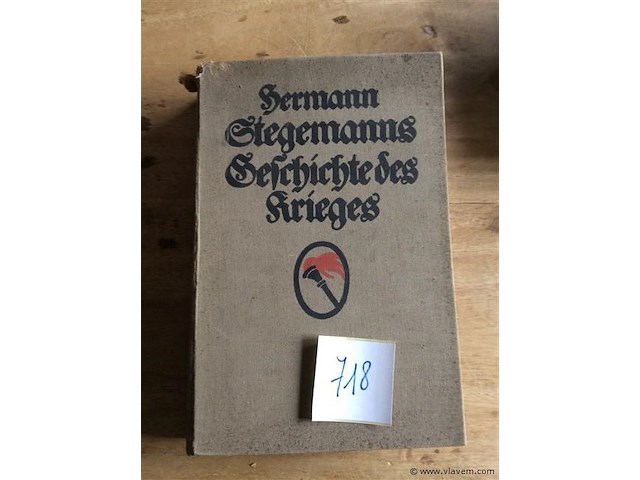 Hermann
Stegemanns
Geschichte des
Krieges
718
© www.vlavem.com